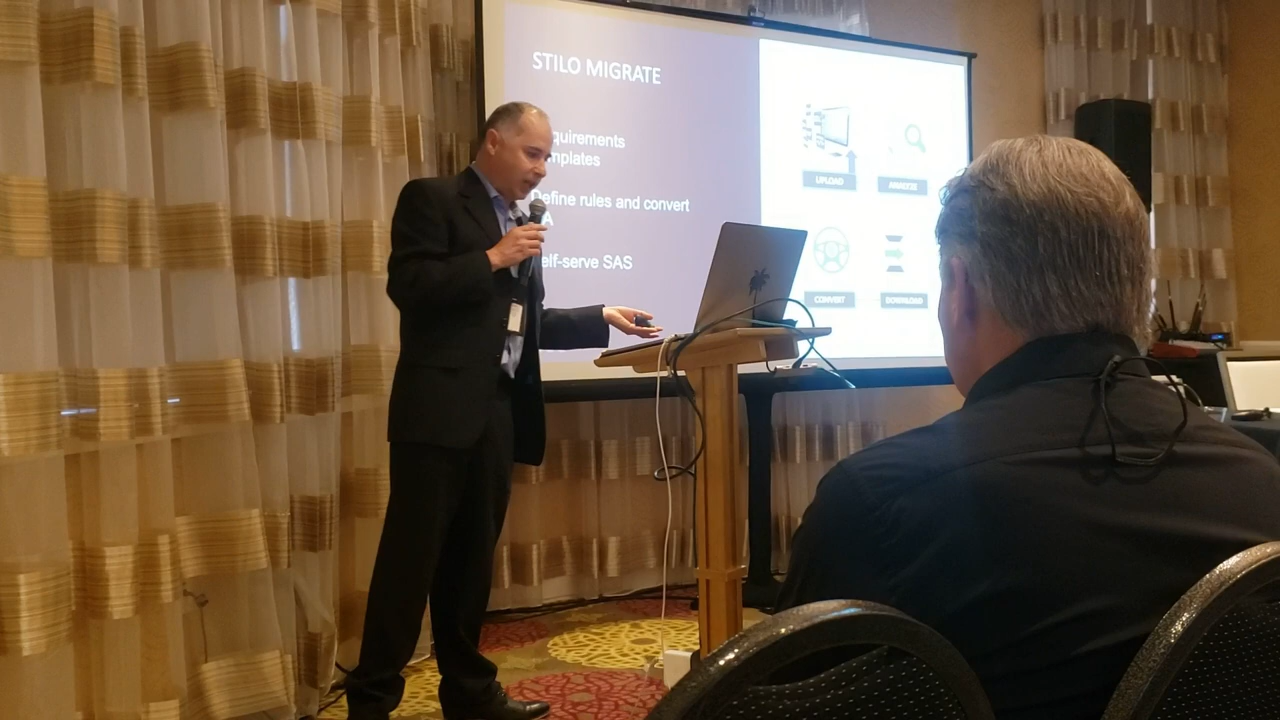 STILO MIGRATE
quirements
mplates
Define rules and convert
A
elf-serve SAS
UPLOAD
ANALYZE
CONVERT
DOWNLOAD